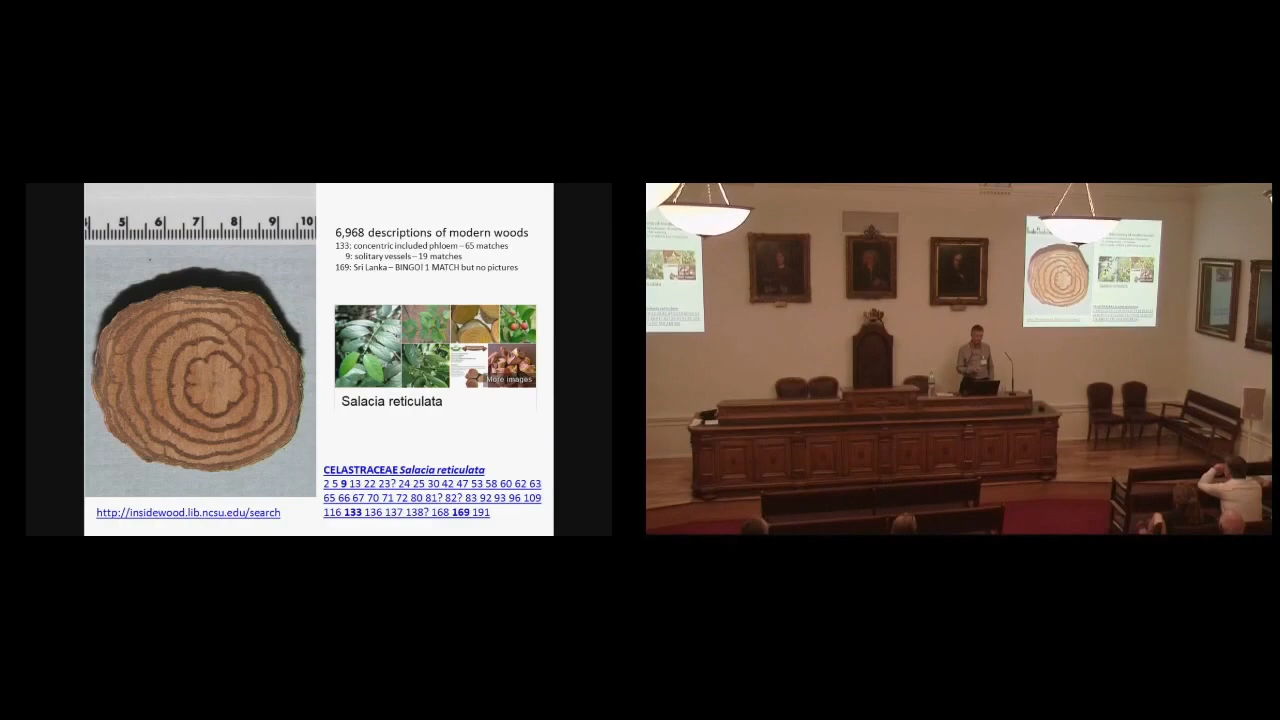 4 5 6 7 8 9 10
6,968 descriptions of modern woods
133: concentric included phloem – 65 matches
9: solitary vessels – 19 matches
169: Sri Lanka – BINGO! 1 MATCH but no pictures
More images
Salacia reticulata
CELASTRACEAE Salacia reticulata
2 5 9 13 22 23? 24 25 30 42 47 53 58 60 62 63
65 66 67 70 71 72 80 81? 82? 83 92 93 96 109
116 133 136 137 138? 168 169 191
http://insidewood.lib.ncsu.edu/search